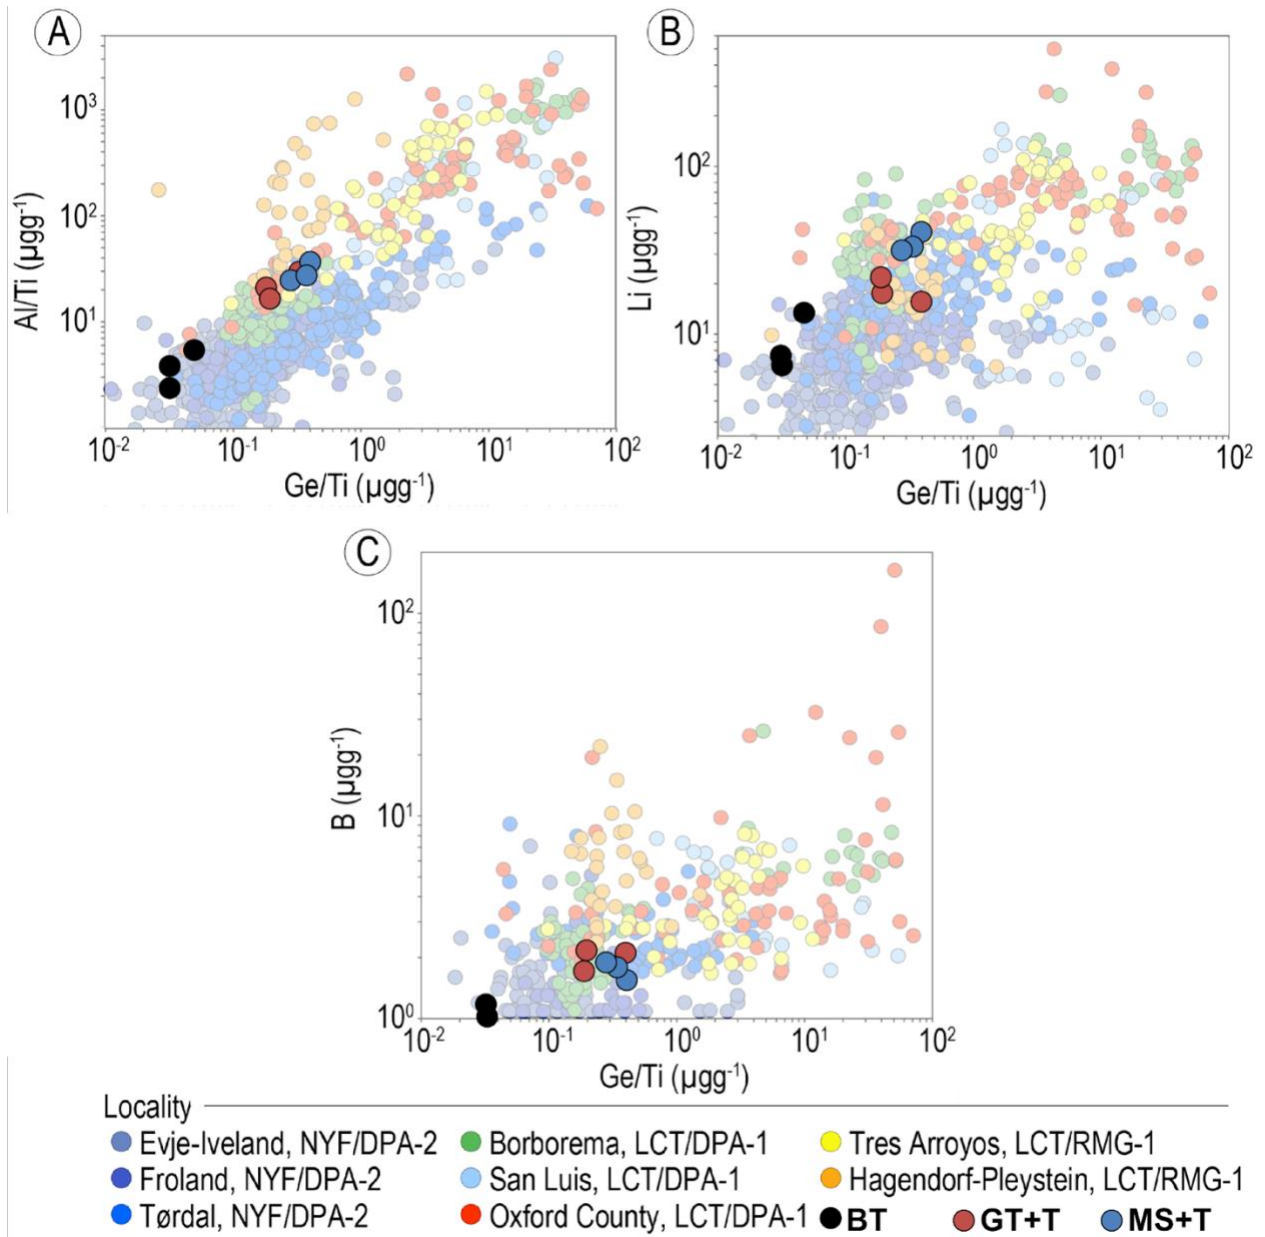 A
B
10³
10²
10¹
Al/Ti (µgg⁻¹)
10⁻² 10⁻¹ 10⁰ 10¹ 10²
Ge/Ti (µgg⁻¹)
10²
10¹
Li (µgg⁻¹)
10⁻² 10⁻¹ 10⁰ 10¹ 10²
Ge/Ti (µgg⁻¹)
C
10²
10¹
10⁰
B (µgg⁻¹)
10⁻² 10⁻¹ 10⁰ 10¹ 10²
Ge/Ti (µgg⁻¹)
Locality
Evje-Iveland, NYF/DPA-2 Borborema, LCT/DPA-1 Tres Arroyos, LCT/RMG-1
Froland, NYF/DPA-2 San Luis, LCT/DPA-1 Hagendorf-Pleystein, LCT/RMG-1
Tørdal, NYF/DPA-2 Oxford County, LCT/DPA-1 BT GT+T MS+T